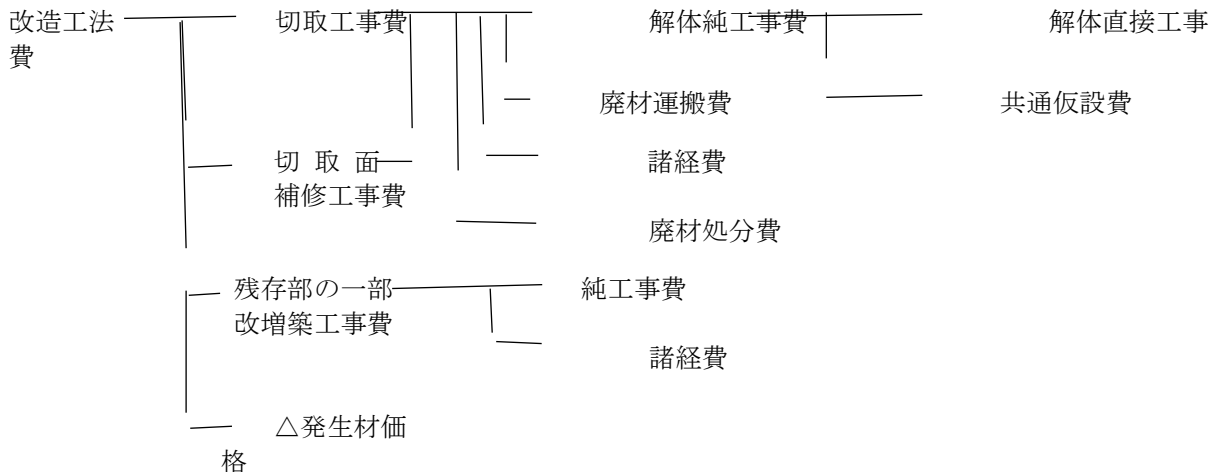 改造工法費
切取工事費
解体純工事費
解体直接工事
廃材運搬費
共通仮設費
切取面
補修工事費
諸経費
廃材処分費
残存部の一部
改増築工事費
純工事費
諸経費
△発生材価
格